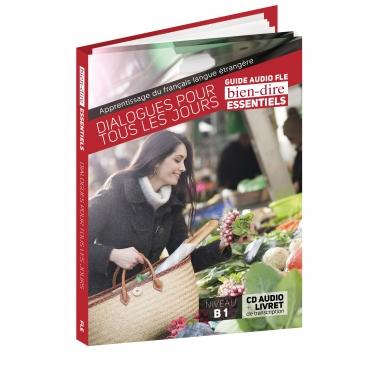 Apprentissage du français langue étrangère
DIALOGUES POUR
TOUS LES JOURS
GUIDE AUDIO FLE
bien-dire
ESSENTIELS
NIVEAU
B1
CD AUDIO
+ LIVRET
de transcription
bien-dire ESSENTIELS
DIALOGUES POUR TOUS LES JOURS
FLE